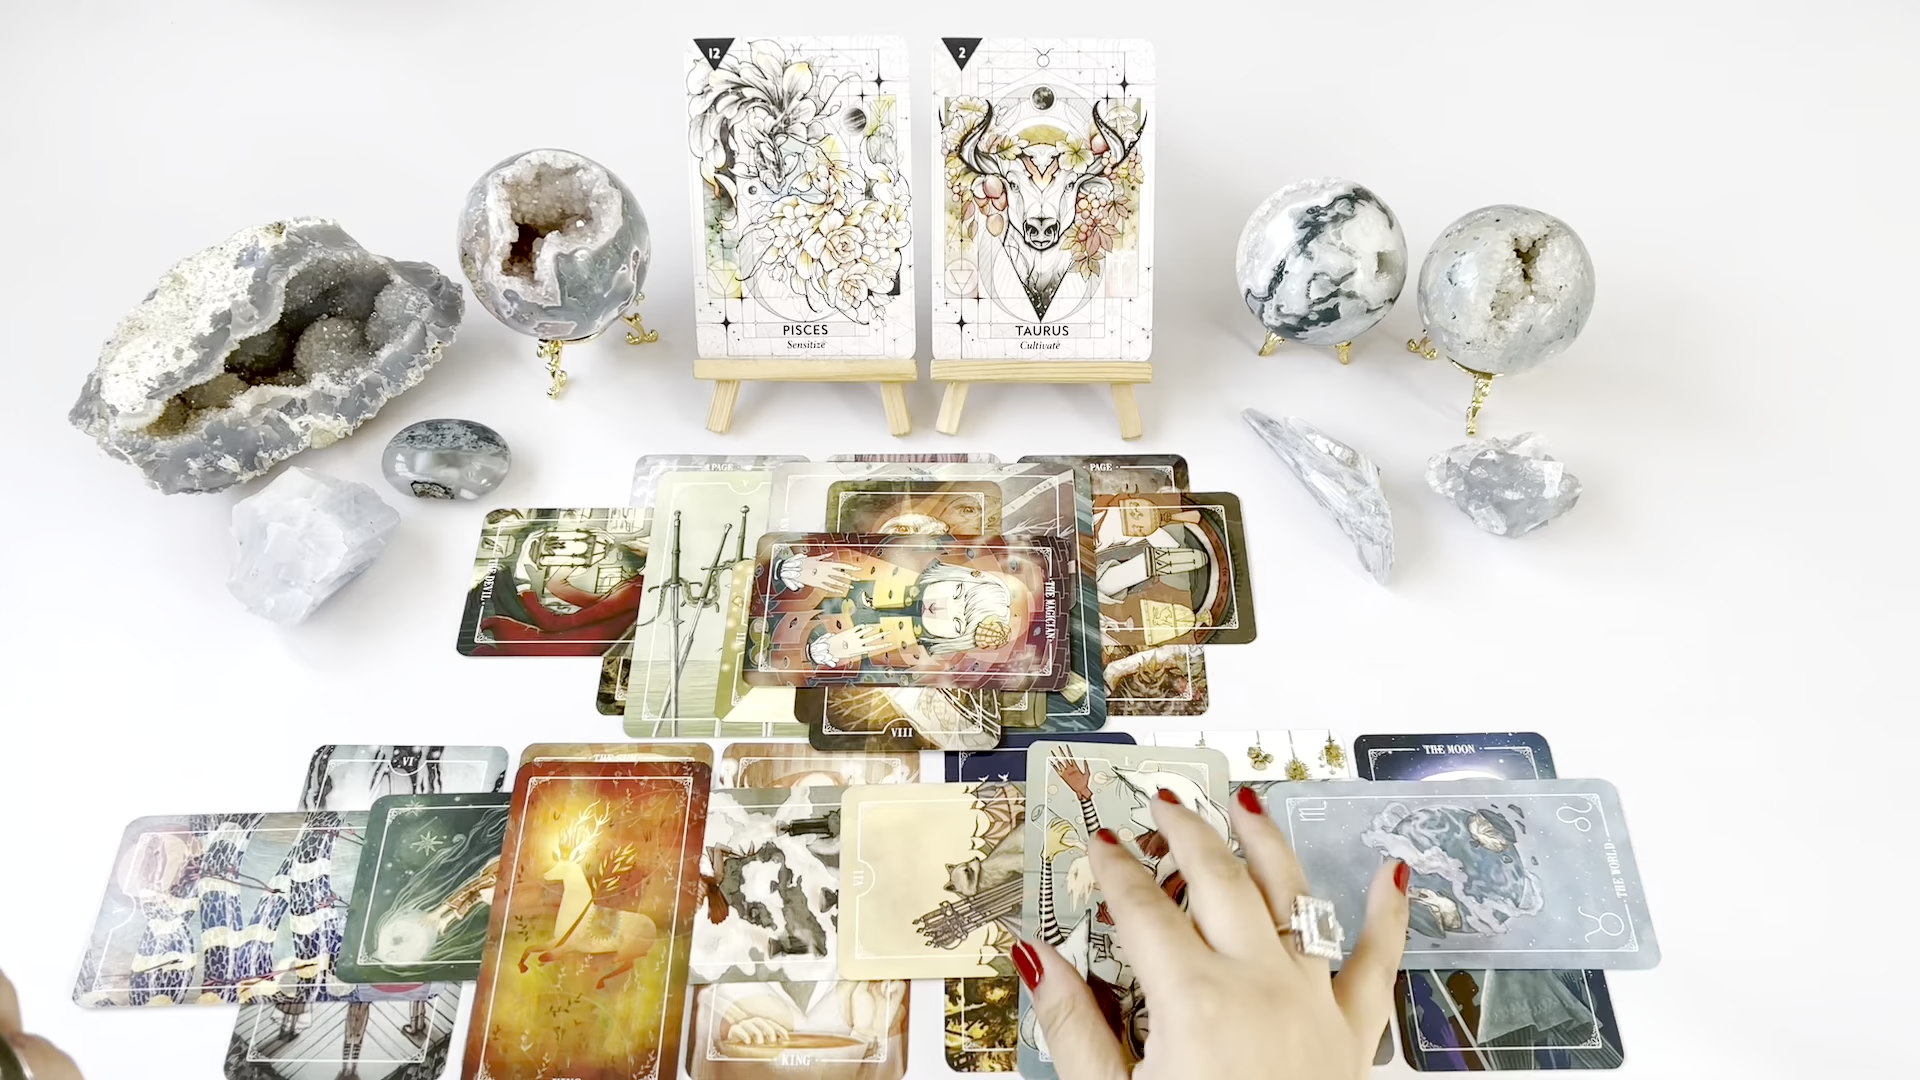 12
PISCES
Sensitize
2
TAURUS
Cultivate
PAGE
PAGE
V
THE DEVIL
VII
THE MAGICIAN
VIII
VI
THE MOON
I
VII
THE WORLD
KING